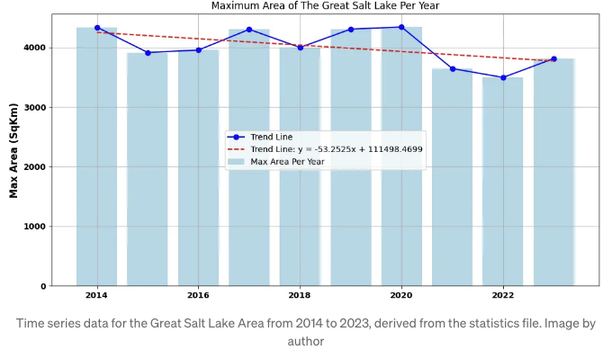 Maximum Area of The Great Salt Lake Per Year
Max Area (SqKm)
4000
3000
2000
1000
0
Trend Line
Trend Line: y = -53.2525x + 111498.4699
Max Area Per Year
2014 2016 2018 2020 2022
Time series data for the Great Salt Lake Area from 2014 to 2023, derived from the statistics file. Image by
author